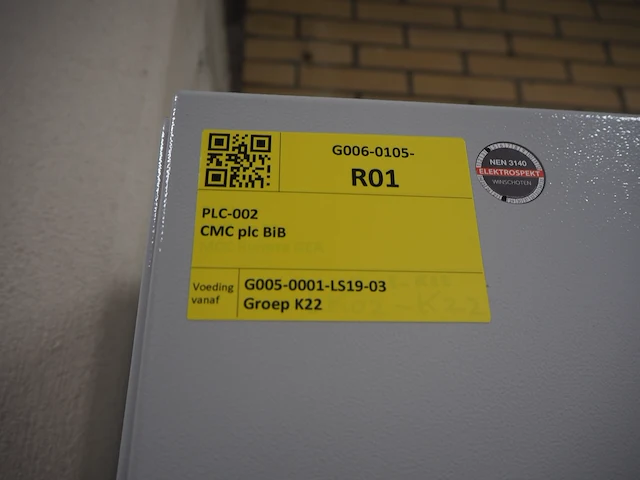 G006-0105-
R01
PLC-002
CMC plc BiB
Voeding
vanaf
G005-0001-LS19-03
Groep K22
NEN 3140
ELEKTROSPEKT
WINSCHOTEN